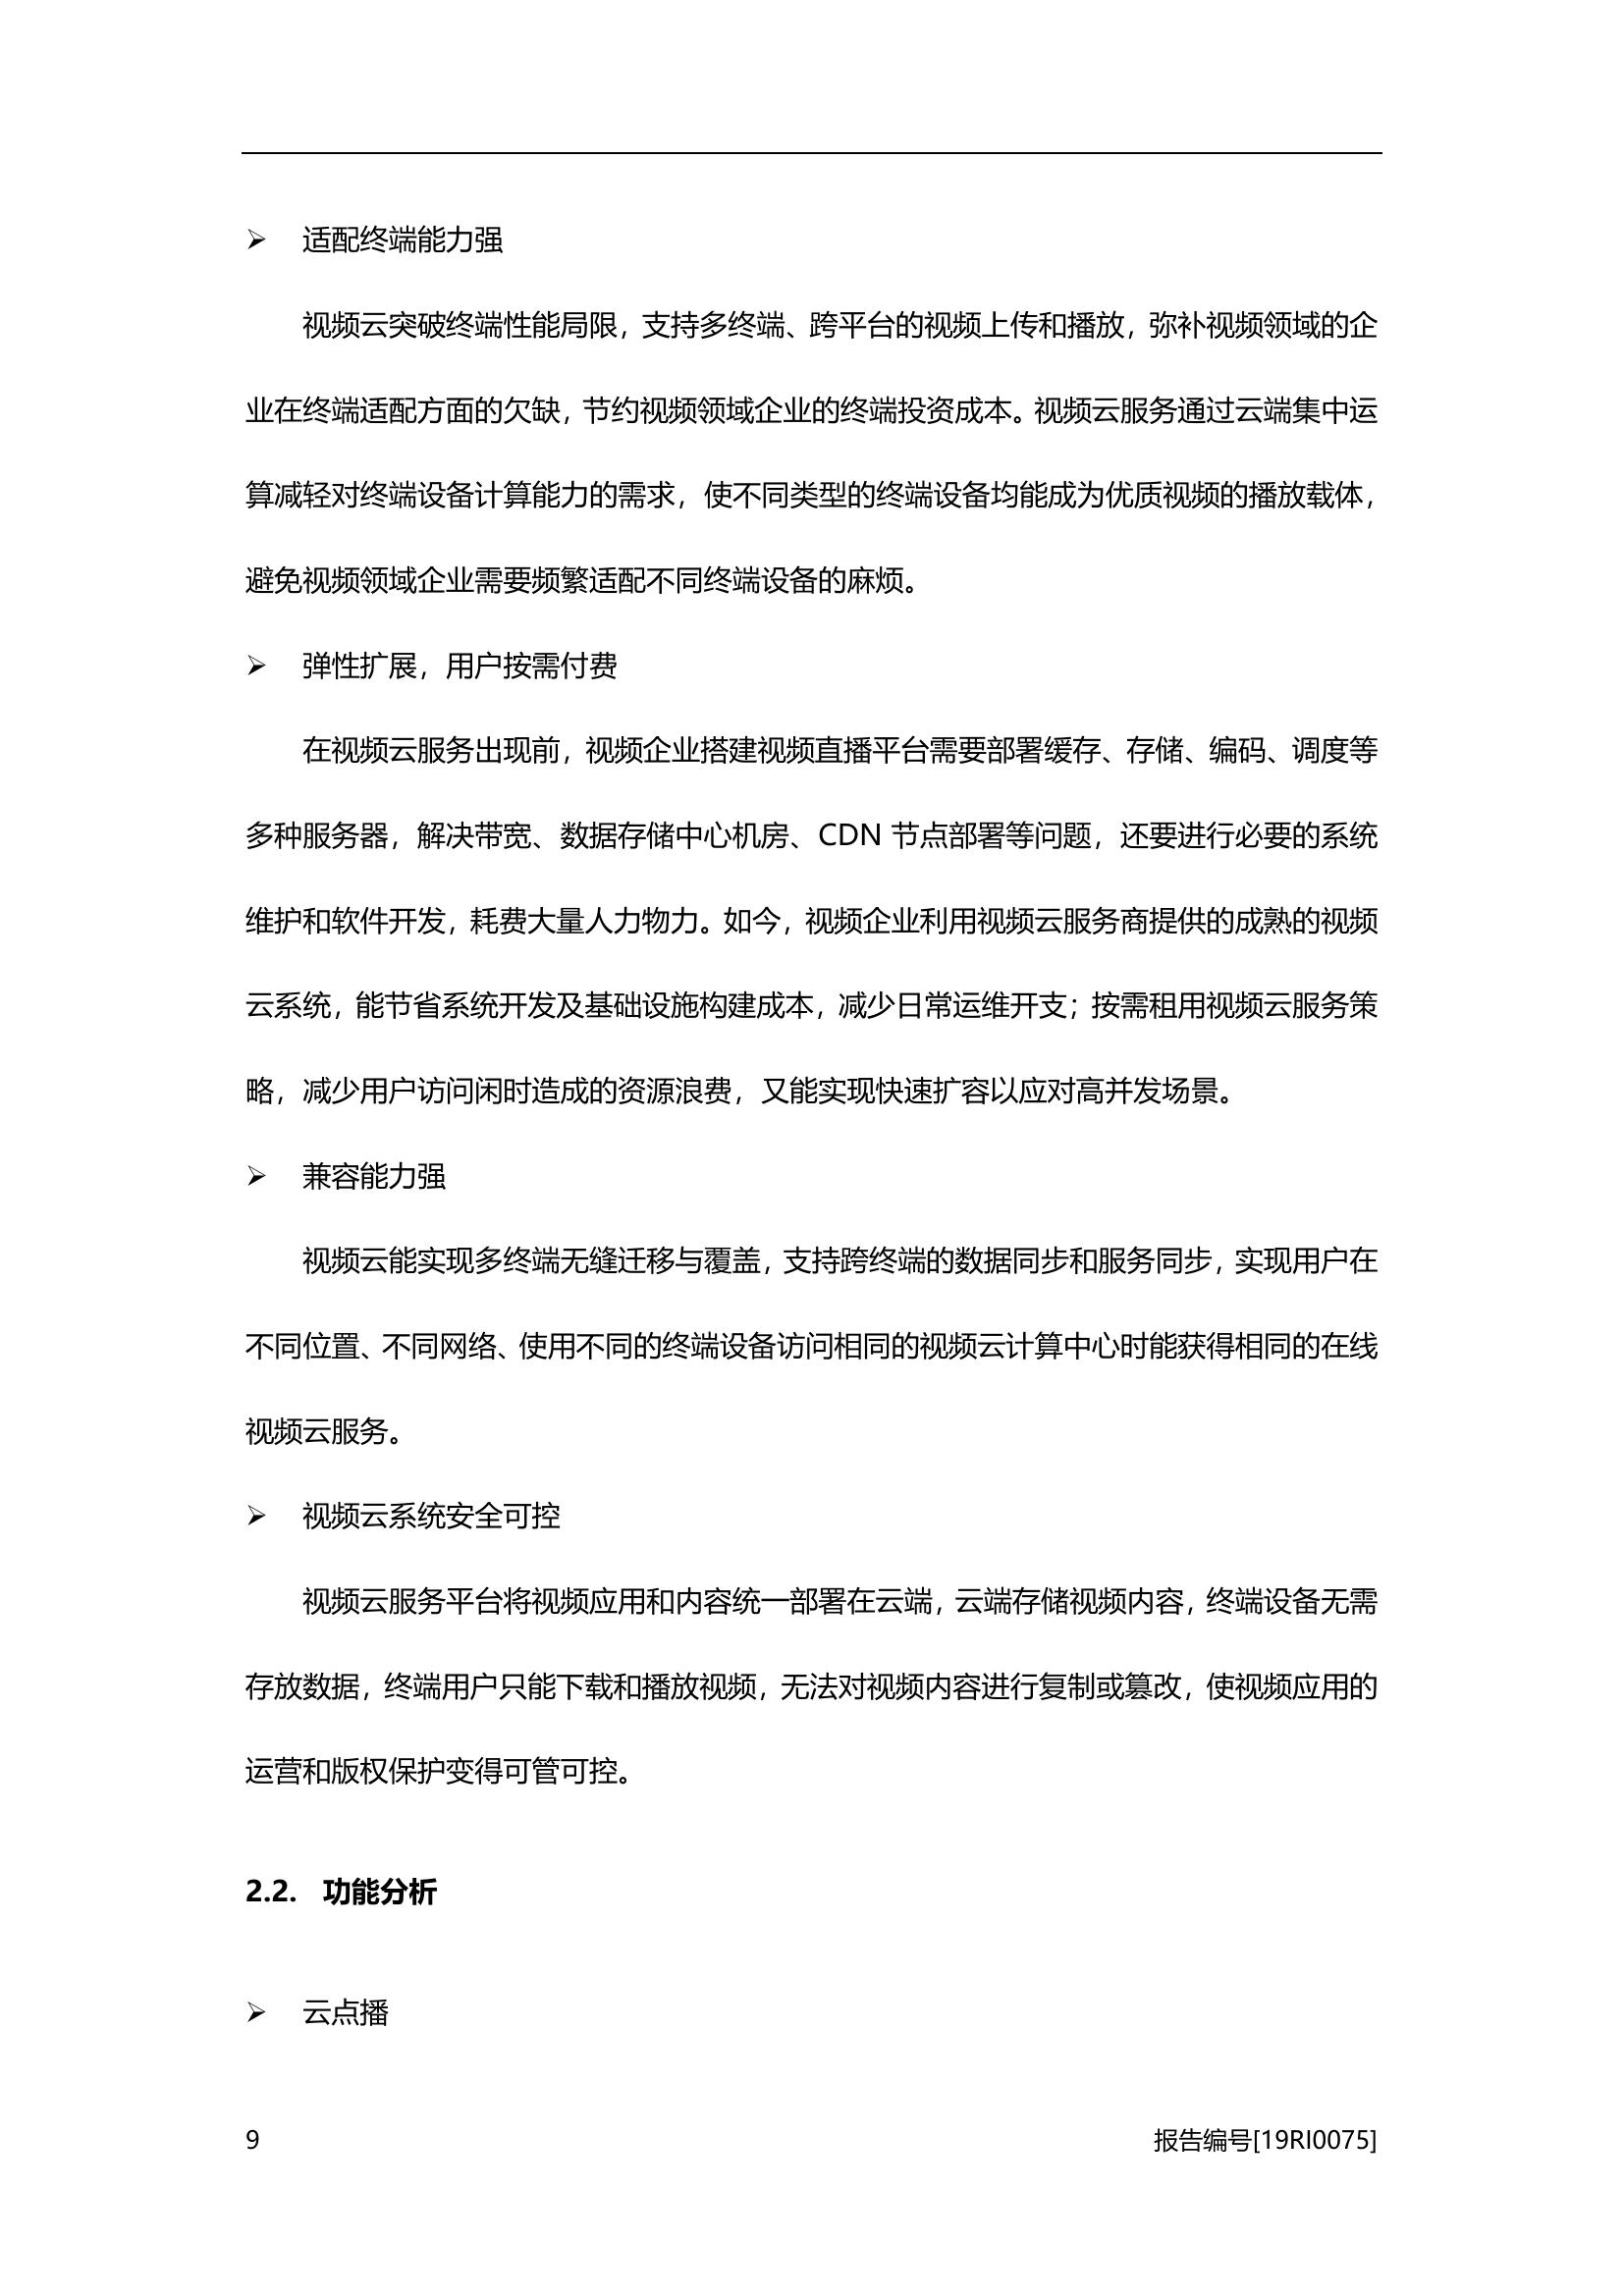 ➢ 适配终端能力强
视频云突破终端性能局限，支持多终端、跨平台的视频上传和播放，弥补视频领域的企
业在终端适配方面的欠缺，节约视频领域企业的终端投资成本。视频云服务通过云端集中运
算减轻对终端设备计算能力的需求，使不同类型的终端设备均能成为优质视频的播放载体，
避免视频领域企业需要频繁适配不同终端设备的麻烦。
➢ 弹性扩展，用户按需付费
在视频云服务出现前，视频企业搭建视频直播平台需要部署缓存、存储、编码、调度等
多种服务器，解决带宽、数据存储中心机房、CDN 节点部署等问题，还要进行必要的系统
维护和软件开发，耗费大量人力物力。如今，视频企业利用视频云服务商提供的成熟的视频
云系统，能节省系统开发及基础设施构建成本，减少日常运维开支；按需租用视频云服务策
略，减少用户访问闲时造成的资源浪费，又能实现快速扩容以应对高并发场景。
➢ 兼容能力强
视频云能实现多终端无缝迁移与覆盖，支持跨终端的数据同步和服务同步，实现用户在
不同位置、不同网络、使用不同的终端设备访问相同的视频云计算中心时能获得相同的在线
视频云服务。
➢ 视频云系统安全可控
视频云服务平台将视频应用和内容统一部署在云端，云端存储视频内容，终端设备无需
存放数据，终端用户只能下载和播放视频，无法对视频内容进行复制或篡改，使视频应用的
运营和版权保护变得可管可控。
2.2. 功能分析
➢ 云点播
9 报告编号[19RI0075]